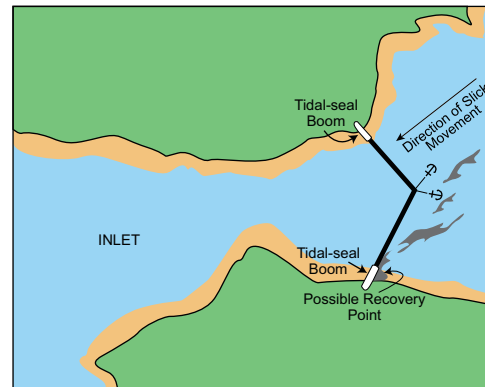 Tidal-seal
Boom
Direction of Slick
Movement
INLET
Tidal-seal
Boom
Possible Recovery
Point